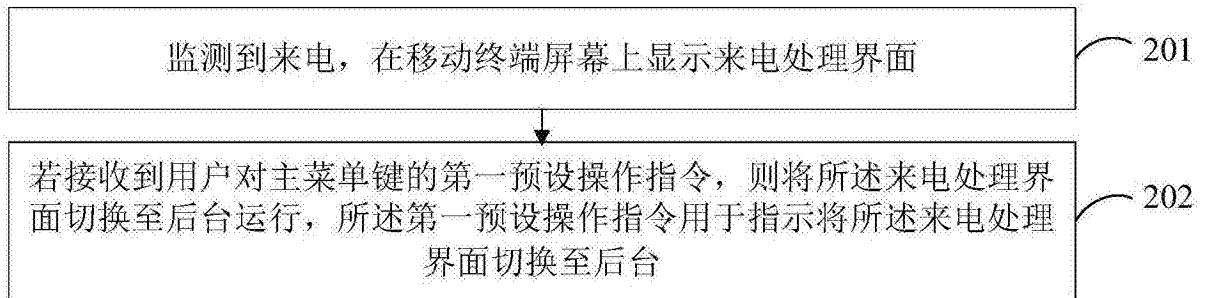 监测到来电，在移动终端屏幕上显示来电处理界面
201
若接收到用户对主菜单键的第一预设操作指令，则将所述来电处理界
面切换至后台运行，所述第一预设操作指令用于指示将所述来电处理
界面切换至后台
202